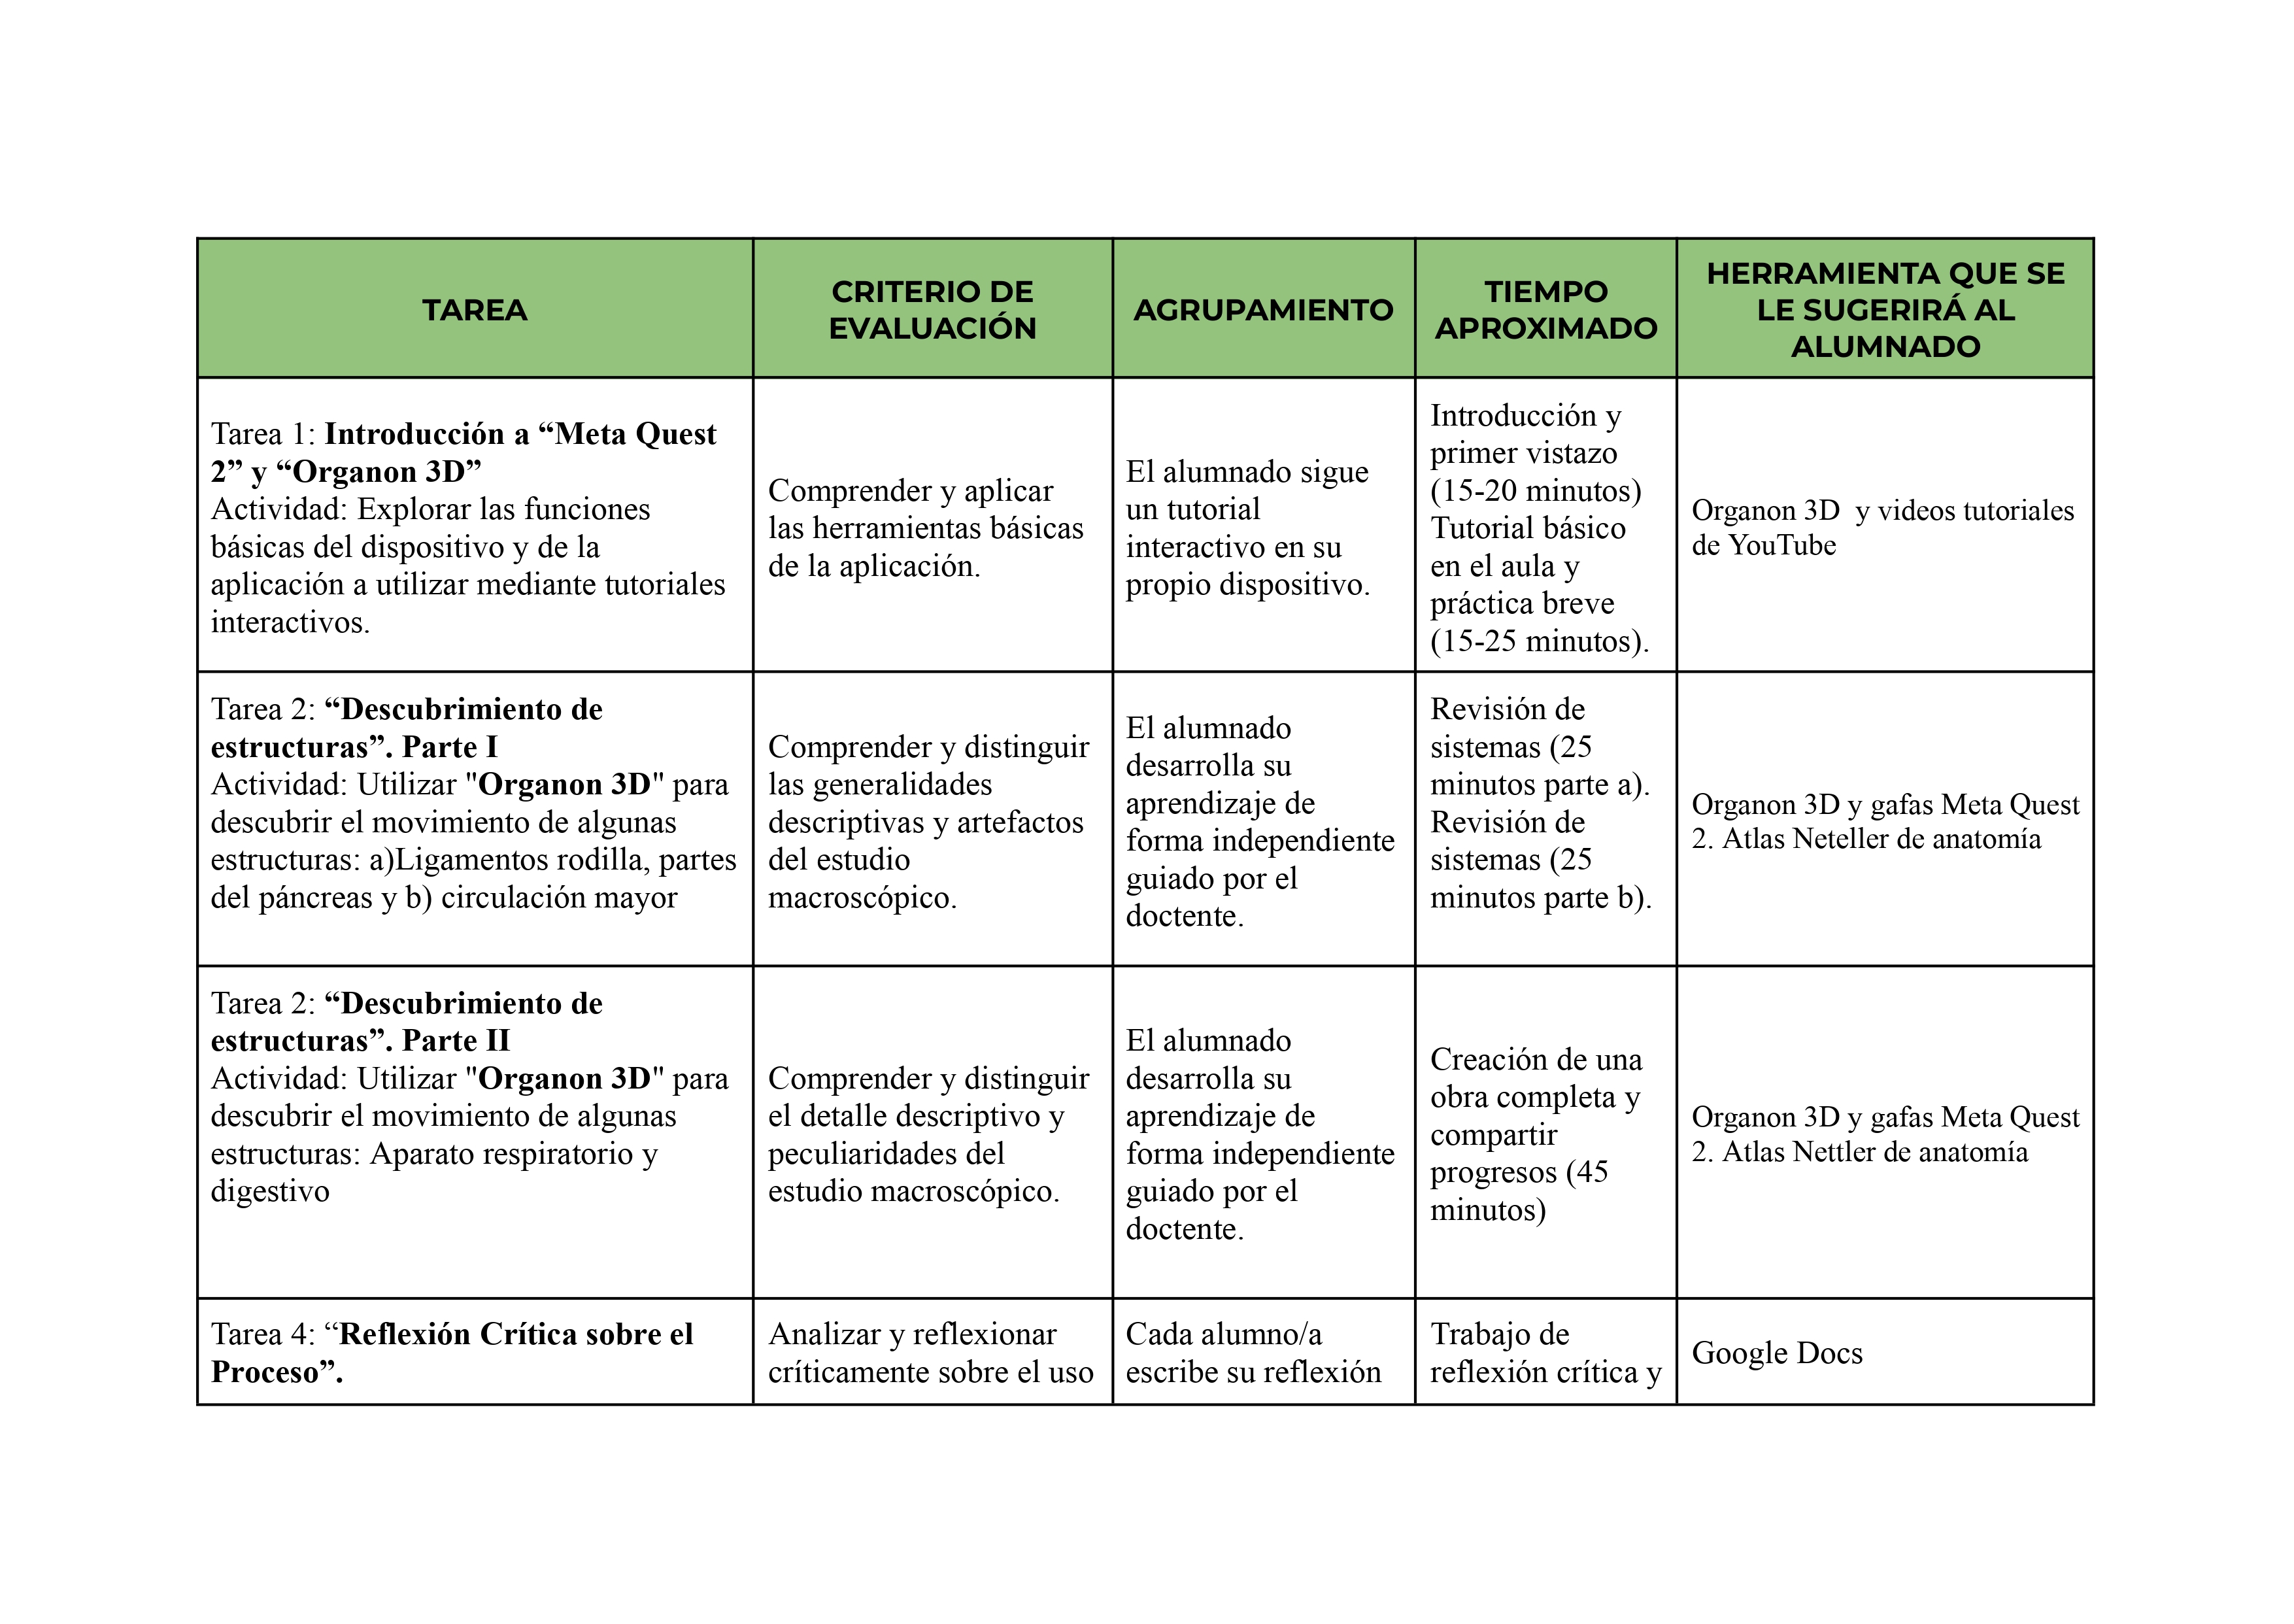 TAREA
CRITERIO DE
EVALUACIÓN
AGRUPAMIENTO
TIEMPO
APROXIMADO
HERRAMIENTA QUE SE
LE SUGERIRÁ AL
ALUMNADO
Tarea 1: Introducción a “Meta Quest
2” y “Organon 3D”
Actividad: Explorar las funciones
básicas del dispositivo y de la
aplicación a utilizar mediante tutoriales
interactivos.
Comprender y aplicar
las herramientas básicas
de la aplicación.
El alumnado sigue
un tutorial
interactivo en su
propio dispositivo.
Introducción y
primer vistazo
(15-20 minutos)
Tutorial básico
en el aula y
práctica breve
(15-25 minutos).
Organon 3D  y videos tutoriales
de YouTube
Tarea 2: “Descubrimiento de
estructuras”. Parte I
Actividad: Utilizar "Organon 3D" para
descubrir el movimiento de algunas
estructuras: a)Ligamentos rodilla, partes
del páncreas y b) circulación mayor
Comprender y distinguir
las generalidades
descriptivas y artefactos
del estudio
macroscópico.
El alumnado
desarrolla su
aprendizaje de
forma independiente
guiado por el
doctente.
Revisión de
sistemas (25
minutos parte a).
Revisión de
sistemas (25
minutos parte b).
Organon 3D y gafas Meta Quest
2. Atlas Neteller de anatomía
Tarea 2: “Descubrimiento de
estructuras”. Parte II
Actividad: Utilizar "Organon 3D" para
descubrir el movimiento de algunas
estructuras: Aparato respiratorio y
digestivo
Comprender y distinguir
el detalle descriptivo y
peculiaridades del
estudio macroscópico.
El alumnado
desarrolla su
aprendizaje de
forma independiente
guiado por el
doctente.
Creación de una
obra completa y
compartir
progresos (45
minutos)
Organon 3D y gafas Meta Quest
2. Atlas Nettler de anatomía
Tarea 4: “Reflexión Crítica sobre el
Proceso”.
Analizar y reflexionar
críticamente sobre el uso
Cada alumno/a
escribe su reflexión
Trabajo de
reflexión crítica y
Google Docs